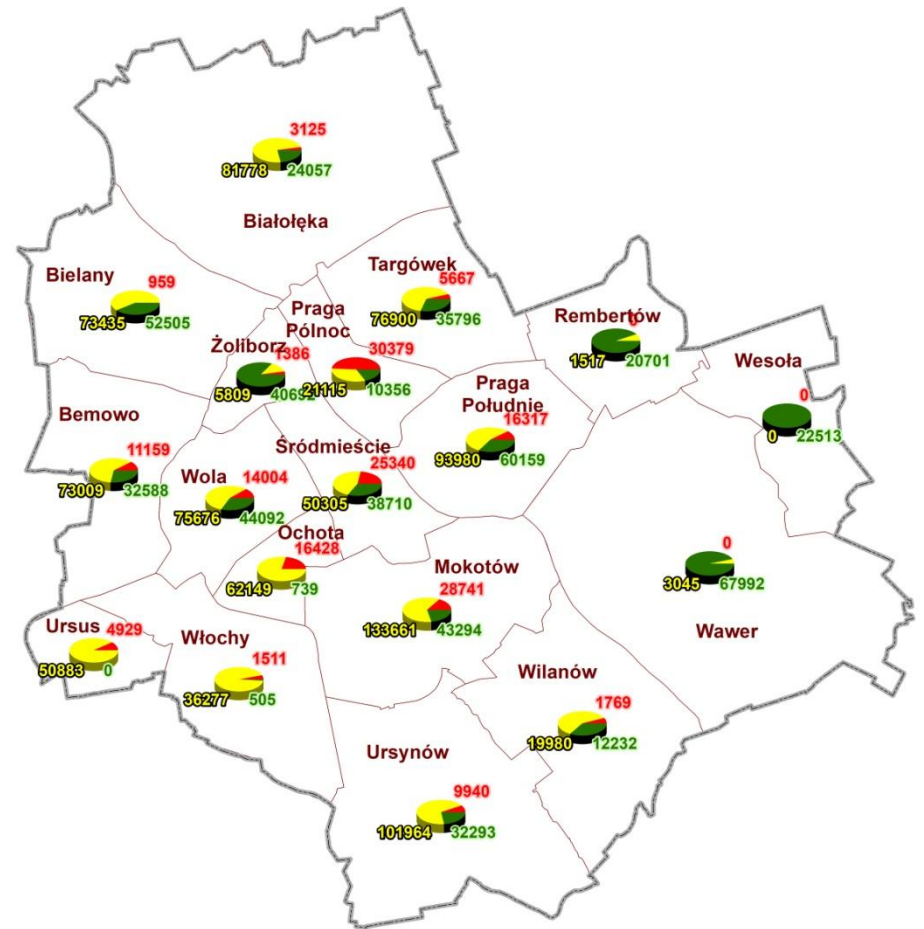 3125
81778
24057
Białołęka
Bielany
959
73435
52505
Targówek
5667
76900
35796
Praga
Północ
30379
21115
10356
Żoliborz
1386
5809
40692
Rembertów
0
1517
20701
Wesoła
0
0
22513
Bemowo
11159
73009
32588
Praga
Południe
16317
93980
60159
Śródmieście
25340
50305
38710
Wola
14004
75676
44092
Ochota
16428
62149
739
Mokotów
28741
133661
43294
0
3045
67992
Wawer
Ursus
4929
50883
0
Włochy
1511
36277
505
Wilanów
1769
19980
12232
Ursynów
9940
101964
32293